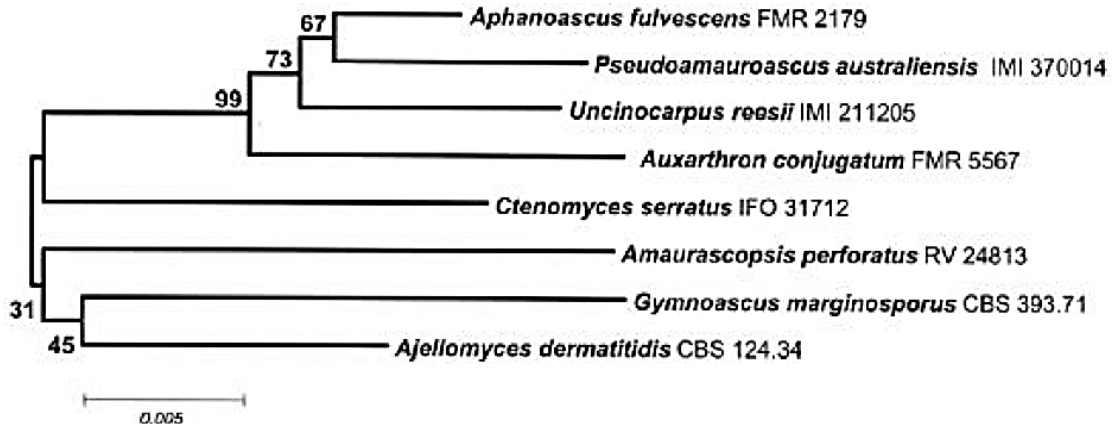 67
Aphanoascus fulvescens FMR 2179
73
Pseudoamauroascus australiensis IMI 370014
99
Uncinocarpus reesii IMI 211205
Auxarthron conjugatum FMR 5567
Ctenomyces serratus IFO 31712
Amaurascopsis perforatus RV 24813
31
Gymnoascus marginosporus CBS 393.71
45
Ajellomyces dermatitidis CBS 124.34
0.005